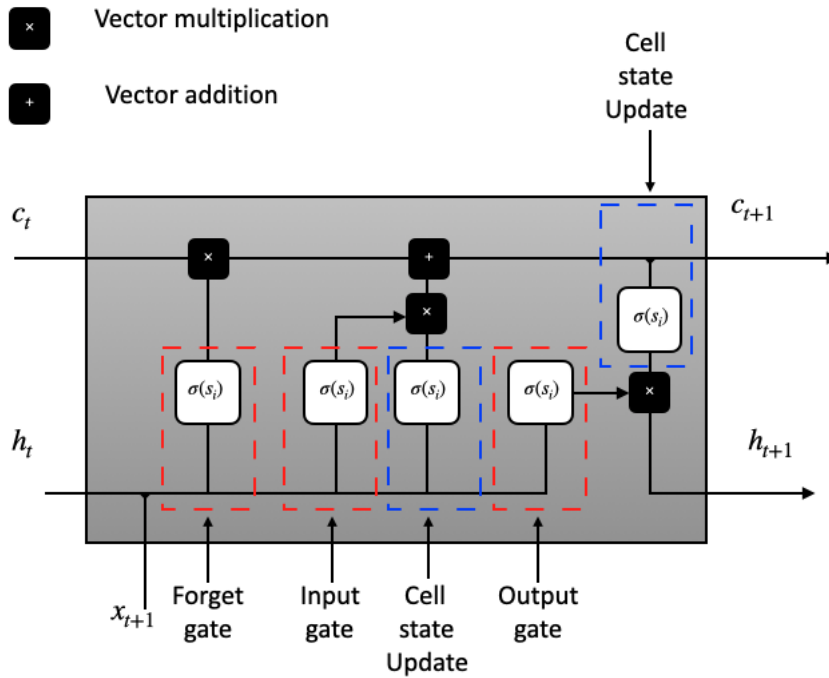 ×
Vector multiplication
+
Vector addition
Cell
state
Update
c_t
c_{t+1}
×
+
×
σ(s_i)
σ(s_i)
σ(s_i)
σ(s_i)
σ(s_i)
×
h_t
h_{t+1}
x_{t+1}
Forget
gate
Input
gate
Cell
state
Update
Output
gate